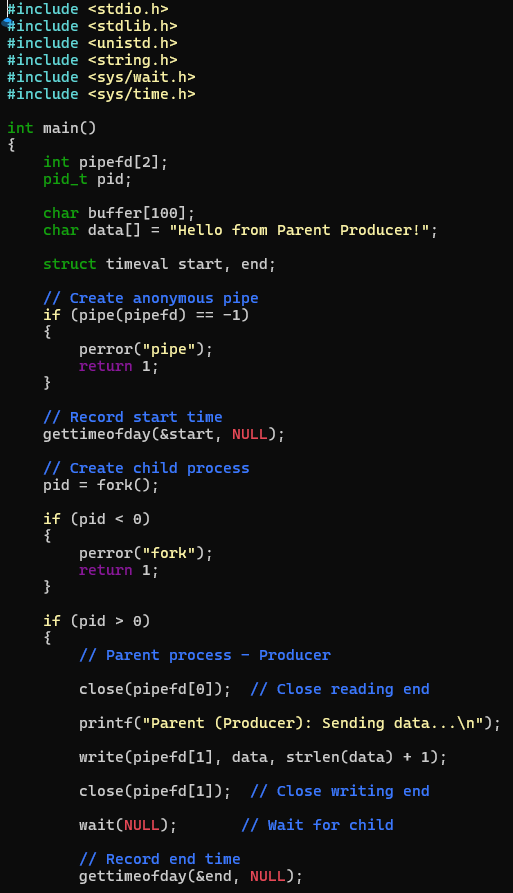 #include <stdio.h>
#include <stdlib.h>
#include <unistd.h>
#include <string.h>
#include <sys/wait.h>
#include <sys/time.h>

int main()
{
    int pipefd[2];
    pid_t pid;

    char buffer[100];
    char data[] = "Hello from Parent Producer!";

    struct timeval start, end;

    // Create anonymous pipe
    if (pipe(pipefd) == -1)
    {
        perror("pipe");
        return 1;
    }

    // Record start time
    gettimeofday(&start, NULL);

    // Create child process
    pid = fork();

    if (pid < 0)
    {
        perror("fork");
        return 1;
    }

    if (pid > 0)
    {
        // Parent process - Producer

        close(pipefd[0]);  // Close reading end

        printf("Parent (Producer): Sending data...\n");

        write(pipefd[1], data, strlen(data) + 1);

        close(pipefd[1]);  // Close writing end

        wait(NULL);       // Wait for child

        // Record end time
        gettimeofday(&end, NULL);